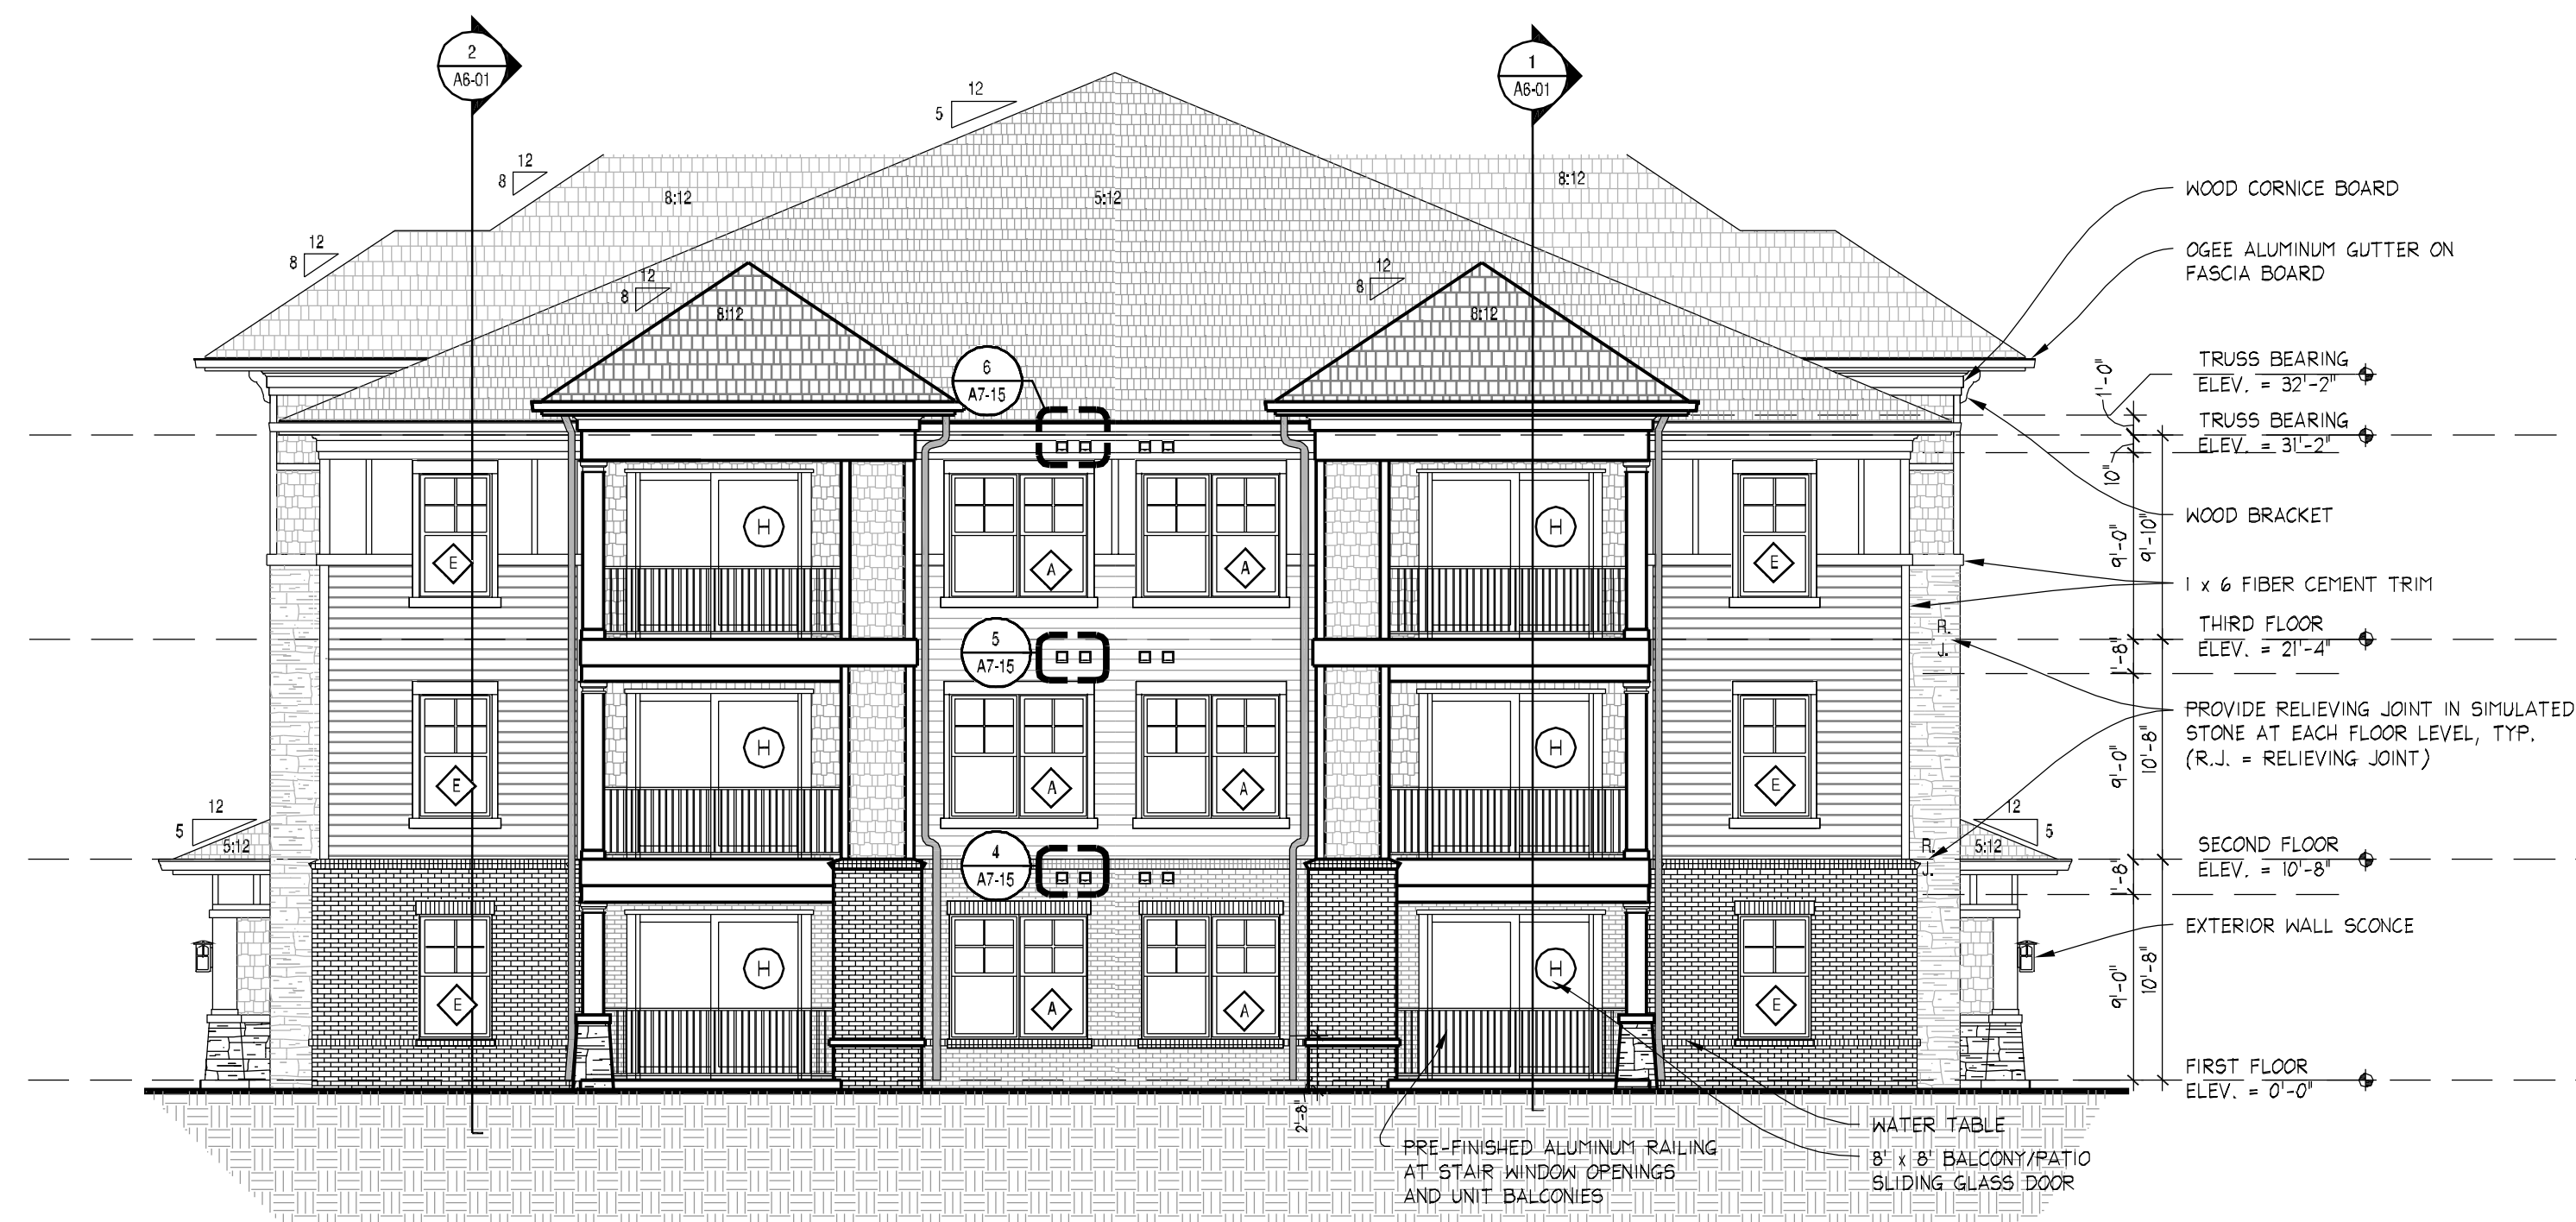 2
A6-01
1
A6-01
12
5
12
8
12
8
12
8
12
8
8:12
5:12
8:12
8:12
8:12
6
A7-15
5
A7-15
4
A7-15
H
H
H
H
H
H
E
E
E
E
E
E
A
A
A
A
A
A
12
5
5:12
12
5
5:12
R.
J.
R.
J.
WOOD CORNICE BOARD
OGEE ALUMINUM GUTTER ON
FASCIA BOARD
TRUSS BEARING
ELEV. = 32'-2"
TRUSS BEARING
ELEV. = 31'-2"
WOOD BRACKET
1 x 6 FIBER CEMENT TRIM
THIRD FLOOR
ELEV. = 21'-4"
PROVIDE RELIEVING JOINT IN SIMULATED
STONE AT EACH FLOOR LEVEL, TYP.
(R.J. = RELIEVING JOINT)
SECOND FLOOR
ELEV. = 10'-8"
EXTERIOR WALL SCONCE
FIRST FLOOR
ELEV. = 0'-0"
1'-0"
10"
9'-0"
9'-10"
1'-8"
9'-0"
10'-8"
1'-8"
9'-0"
10'-8"
2'-8"
WATER TABLE
8' x 8' BALCONY/PATIO
SLIDING GLASS DOOR
PRE-FINISHED ALUMINUM RAILING
AT STAIR WINDOW OPENINGS
AND UNIT BALCONIES